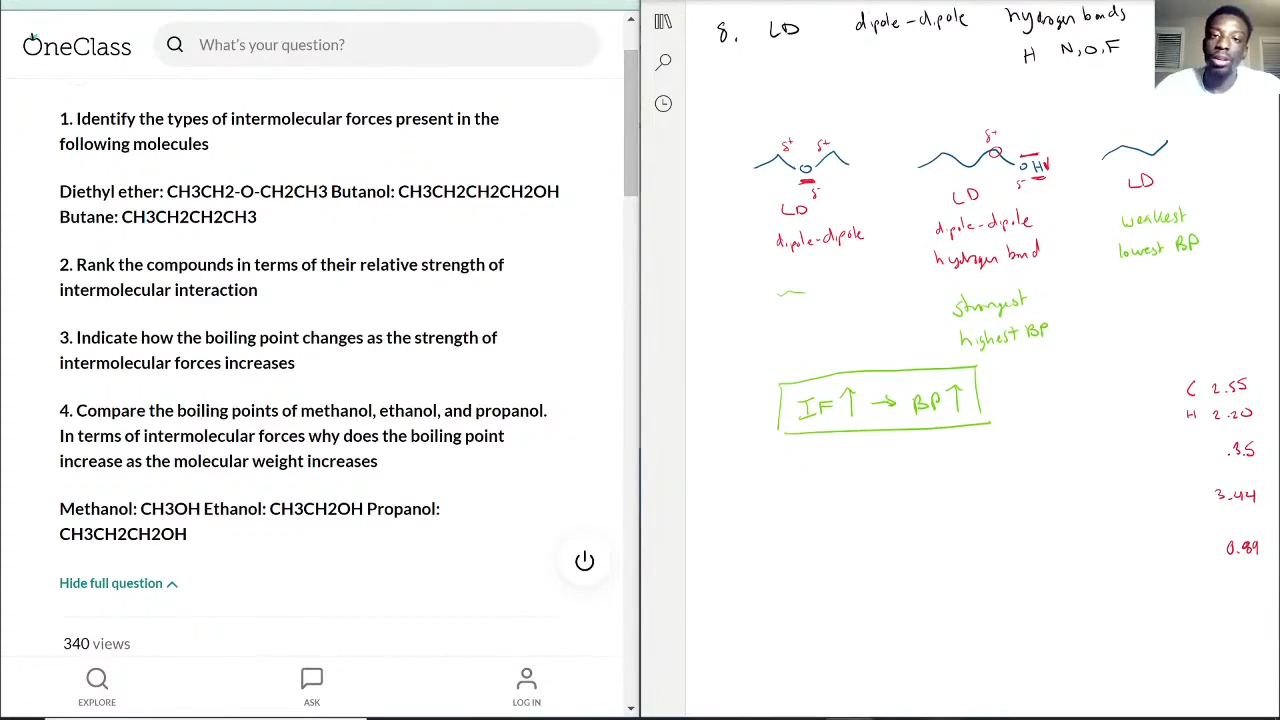 OneClass
What's your question?
1. Identify the types of intermolecular forces present in the
following molecules
Diethyl ether: CH3CH2-O-CH2CH3 Butanol: CH3CH2CH2CH2OH
Butane: CH3CH2CH2CH3
2. Rank the compounds in terms of their relative strength of
intermolecular interaction
3. Indicate how the boiling point changes as the strength of
intermolecular forces increases
4. Compare the boiling points of methanol, ethanol, and propanol.
In terms of intermolecular forces why does the boiling point
increase as the molecular weight increases
Methanol: CH3OH Ethanol: CH3CH2OH Propanol:
CH3CH2CH2OH
Hide full question
340 views
EXPLORE ASK LOG IN
8. LD dipole-dipole hydrogen bonds
H N,O,F
δ+ δ+ δ+
O O H
δ- δ-
LD LD LD
dipole-dipole dipole-dipole weakest
hydrogen bond lowest BP
strongest
highest BP
IF ↑ → BP ↑
C 2.55
H 2.20
.35
3.44
0.89